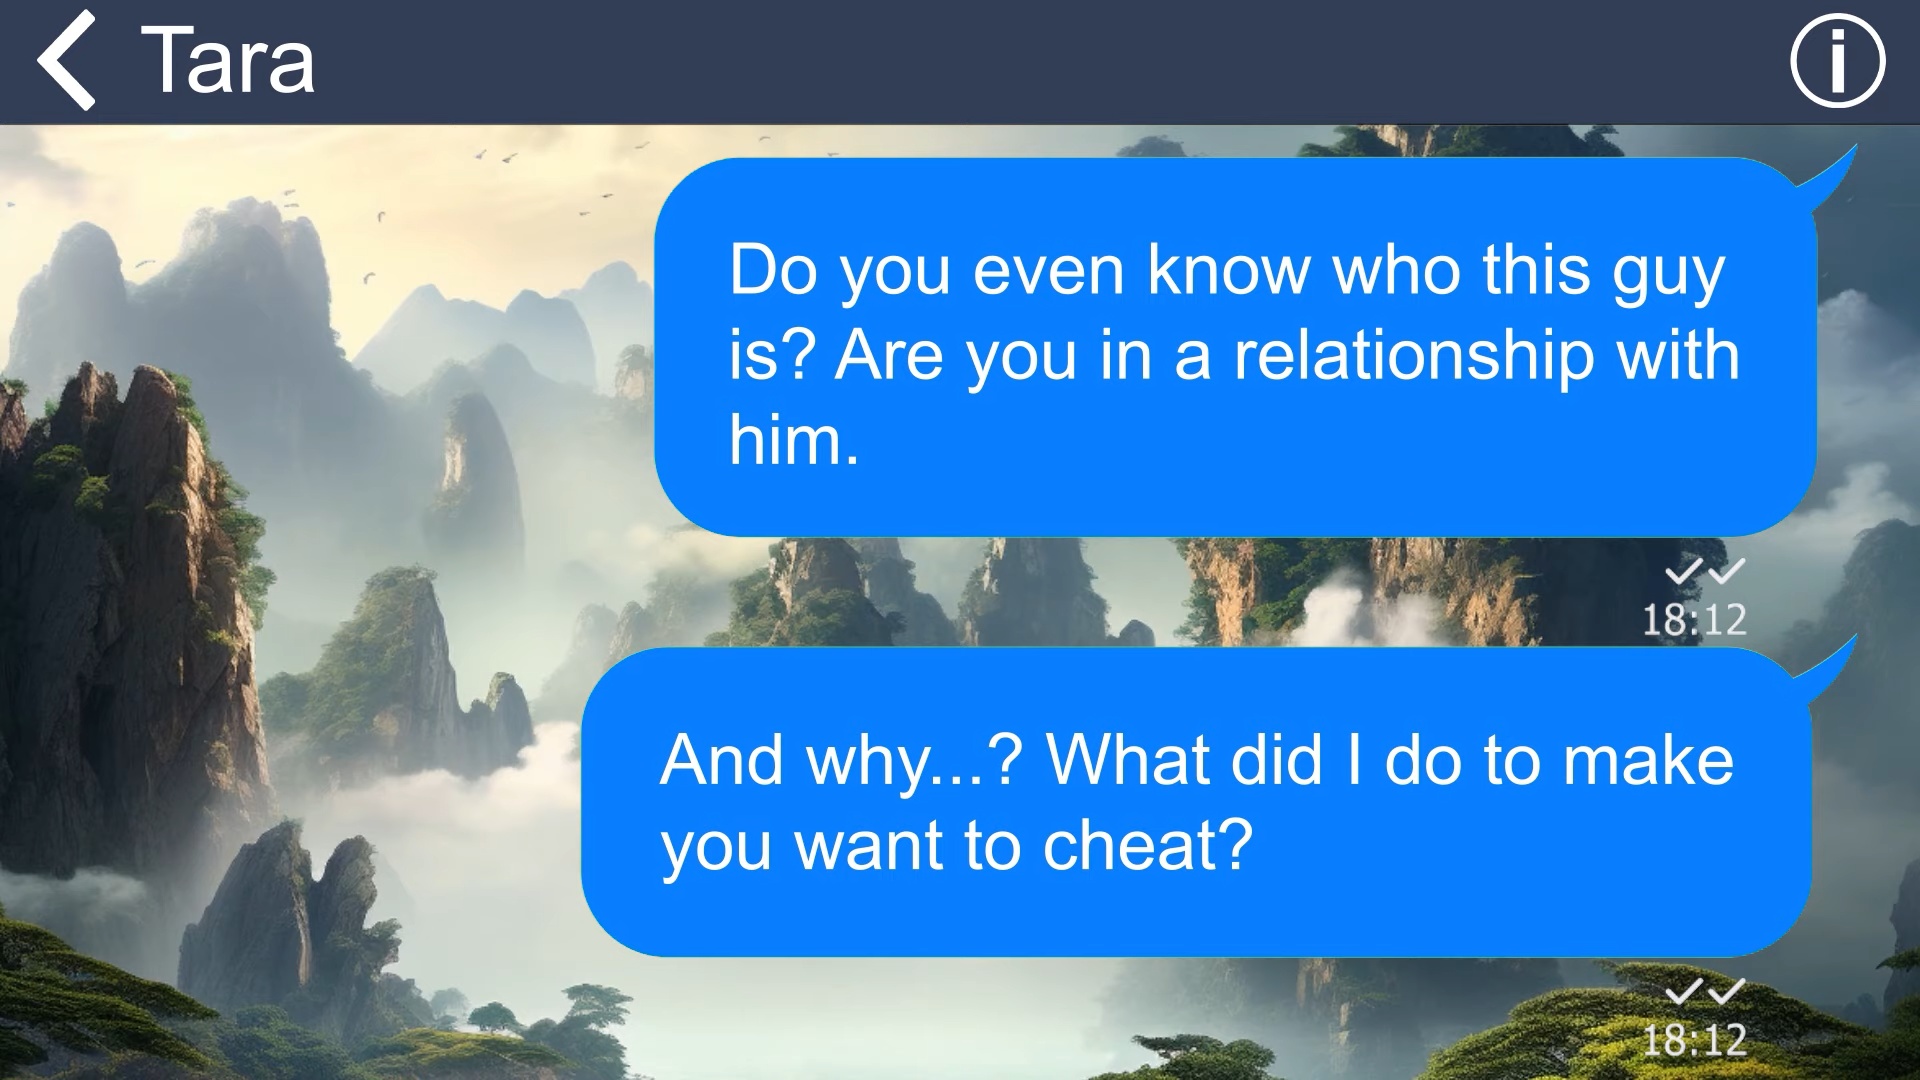 Tara
Do you even know who this guy
is? Are you in a relationship with
him.
18:12
And why...? What did I do to make
you want to cheat?
18:12